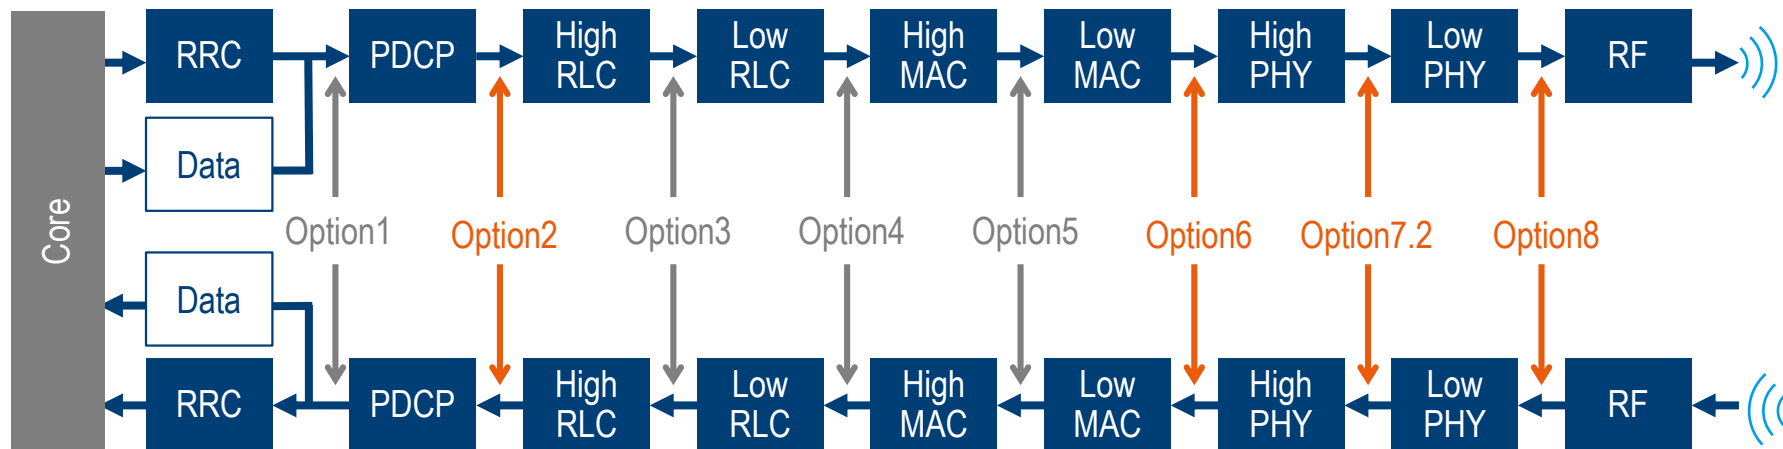 Core
RRC
PDCP
High
RLC
Low
RLC
High
MAC
Low
MAC
High
PHY
Low
PHY
RF
Data
Option1
Option2
Option3
Option4
Option5
Option6
Option7.2
Option8
Data
RRC
PDCP
High
RLC
Low
RLC
High
MAC
Low
MAC
High
PHY
Low
PHY
RF